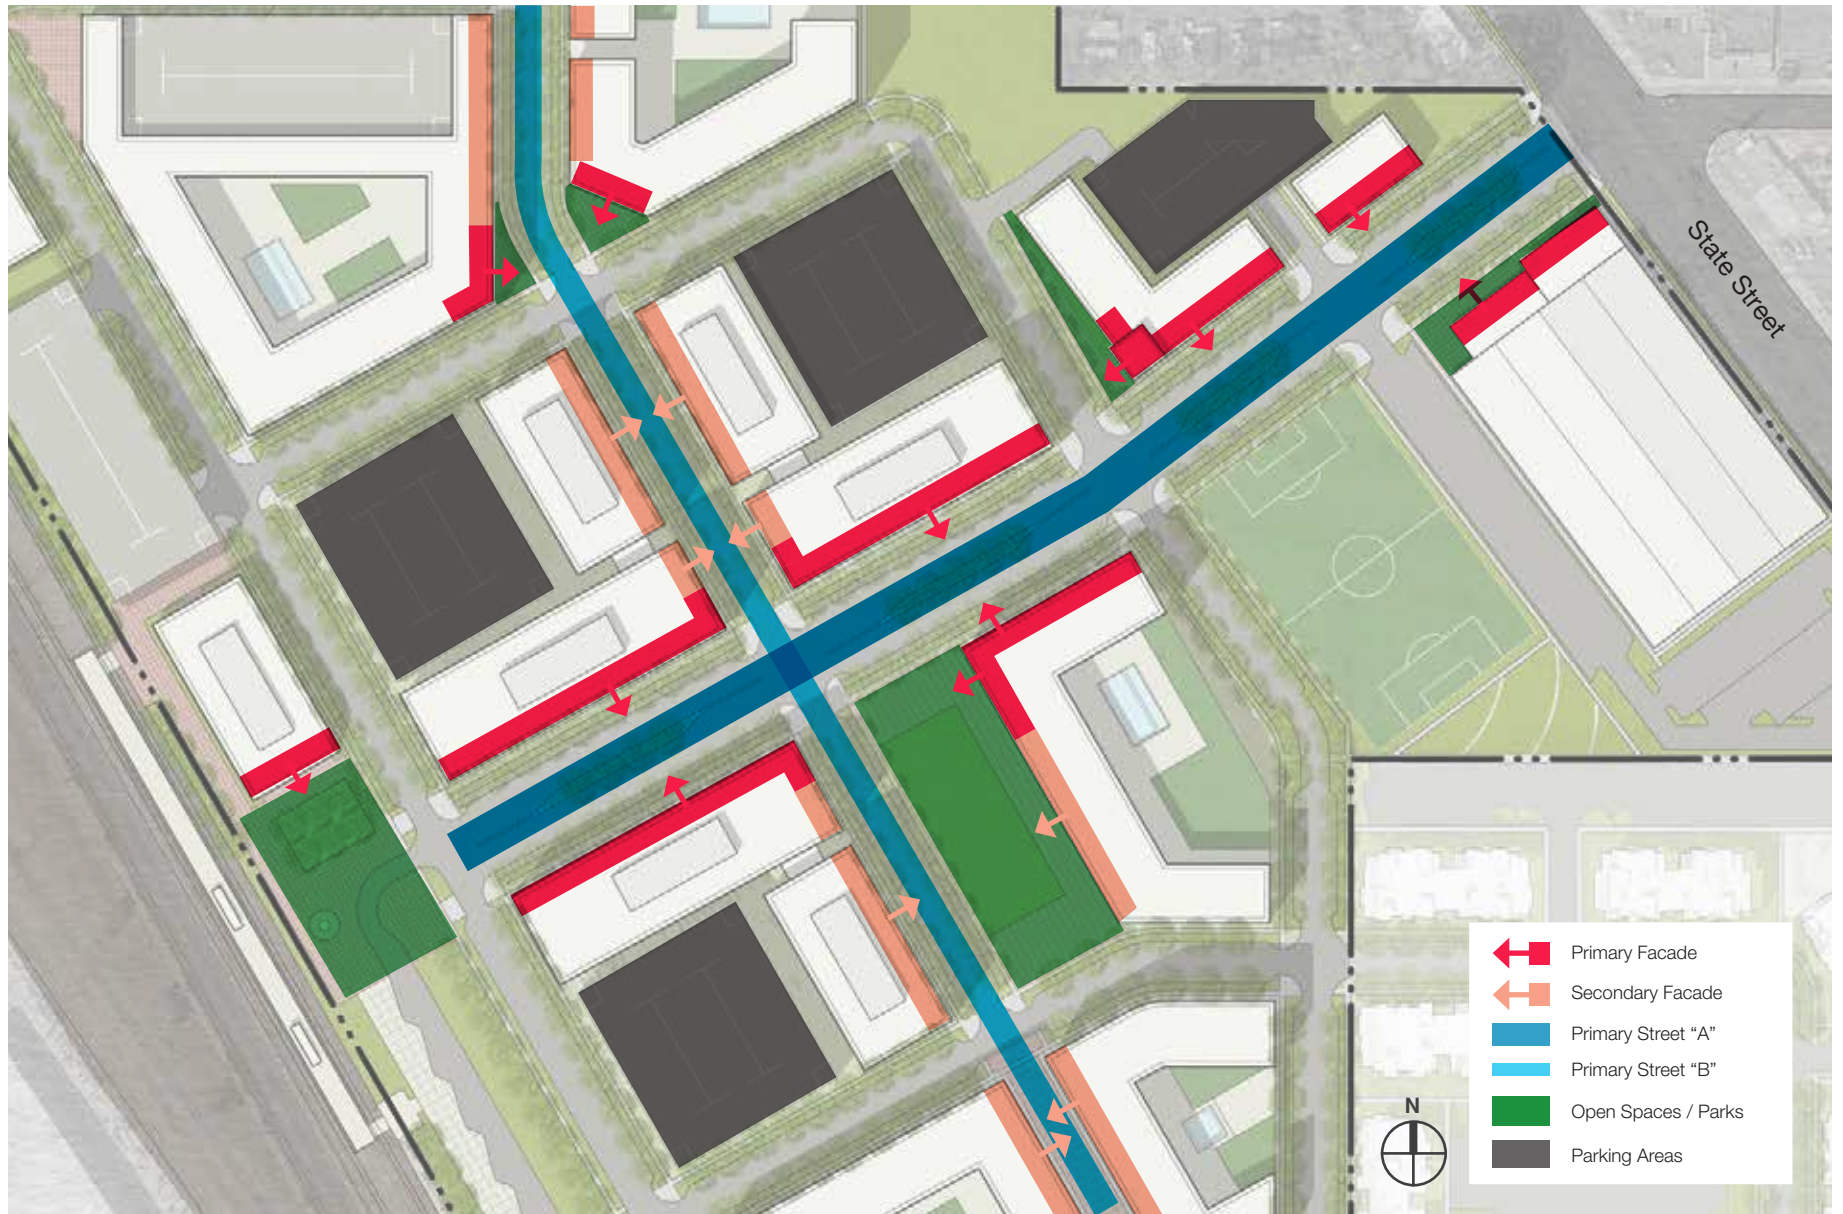 State Street
Primary Facade
Secondary Facade
Primary Street “A”
Primary Street “B”
Open Spaces / Parks
Parking Areas
N